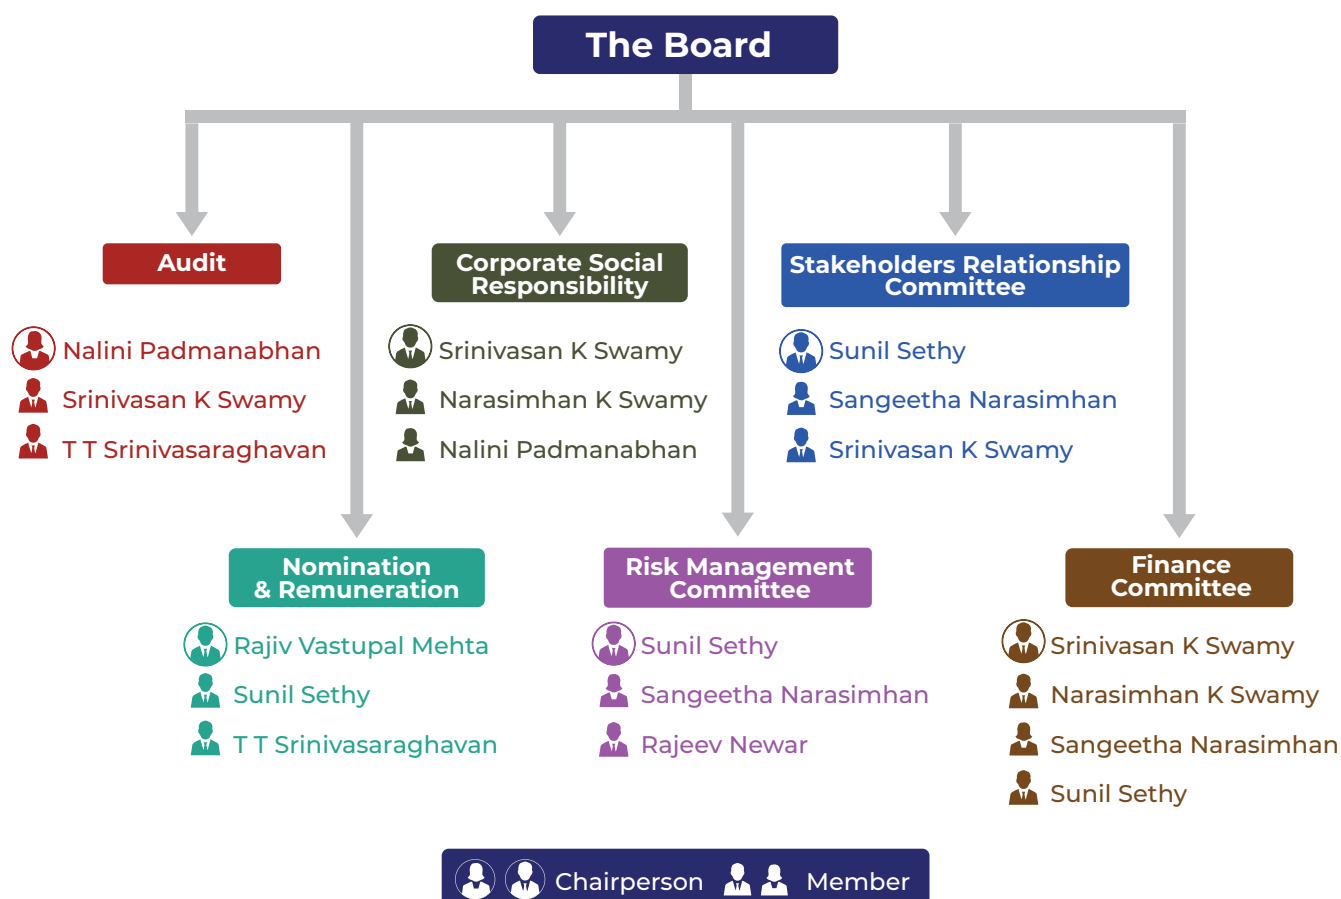 The Board
Audit
Nalini Padmanabhan
Srinivasan K Swamy
T T Srinivasaraghavan
Corporate Social
Responsibility
Srinivasan K Swamy
Narasimhan K Swamy
Nalini Padmanabhan
Stakeholders Relationship
Committee
Sunil Sethy
Sangeetha Narasimhan
Srinivasan K Swamy
Nomination
& Remuneration
Rajiv Vastupal Mehta
Sunil Sethy
T T Srinivasaraghavan
Risk Management
Committee
Sunil Sethy
Sangeetha Narasimhan
Rajeev Newar
Finance
Committee
Srinivasan K Swamy
Narasimhan K Swamy
Sangeetha Narasimhan
Sunil Sethy
Chairperson Member